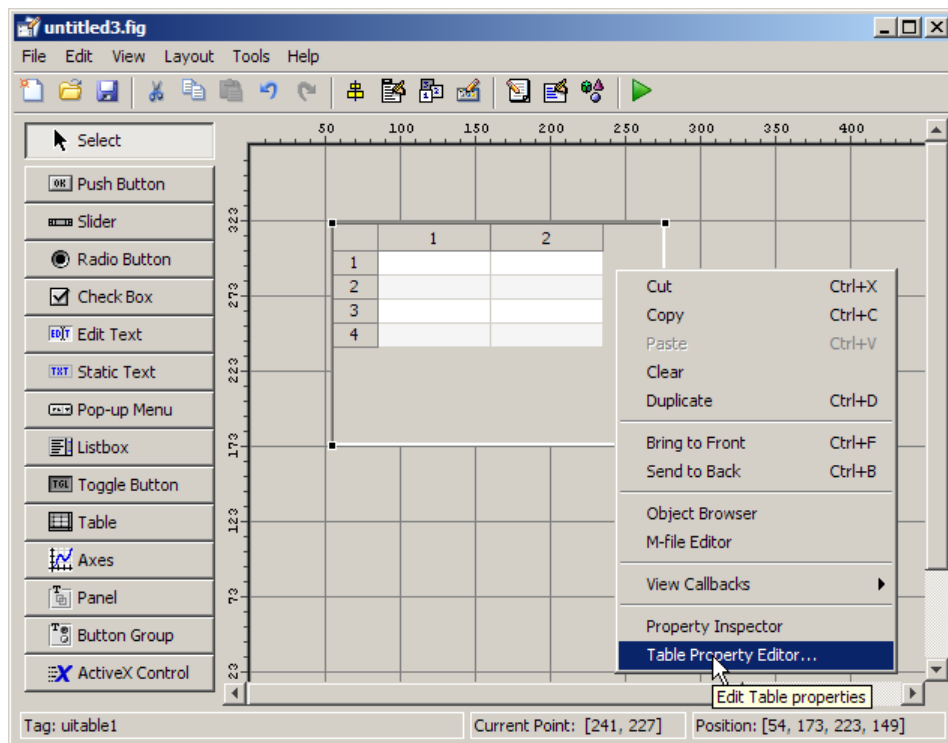 untitled3.fig
File Edit View Layout Tools Help
Select
Push Button
Slider
Radio Button
Check Box
Edit Text
Static Text
Pop-up Menu
Listbox
Toggle Button
Table
Axes
Panel
Button Group
ActiveX Control
50 100 150 200 250 300 350 400
323
273
223
173
123
73
23
1 2
1
2
3
4
Cut Ctrl+X
Copy Ctrl+C
Paste Ctrl+V
Clear
Duplicate Ctrl+D
Bring to Front Ctrl+F
Send to Back Ctrl+B
Object Browser
M-file Editor
View Callbacks
Property Inspector
Table Property Editor...
Edit Table properties
Tag: uitable1
Current Point: [241, 227]
Position: [54, 173, 223, 149]